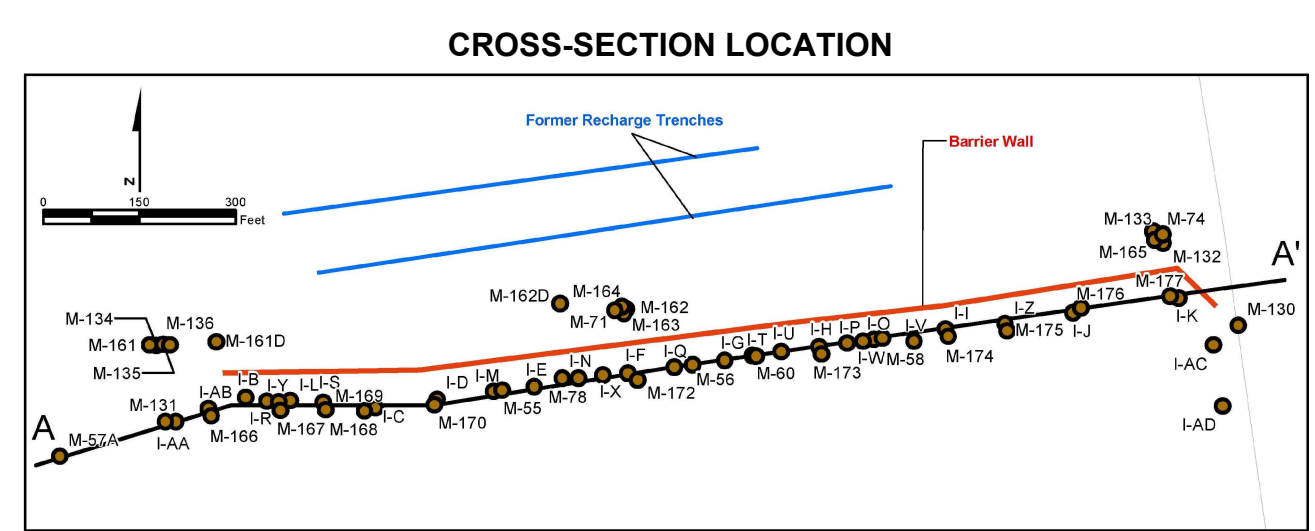 CROSS-SECTION LOCATION
Former Recharge Trenches
Barrier Wall
N
0 150 300
Feet
M-133 M-74
M-165
M-132
A'
M-162D M-164
M-71 M-162
M-163
M-177 M-176
I-K
M-130
M-134
M-136
M-161 M-161D
M-135
I-I I-Z
M-175 I-J
I-H I-P I-O I-V
I-W M-58 M-174
I-G I-T I-U
M-60 M-173
I-F I-Q
M-56
I-D I-M I-E I-N
M-55 M-78 I-X M-172
I-AC
I-AB I-B I-Y I-L I-S
M-131 I-R M-169
I-C M-170
M-166 M-167 M-168
I-AA
A
M-57A
I-AD